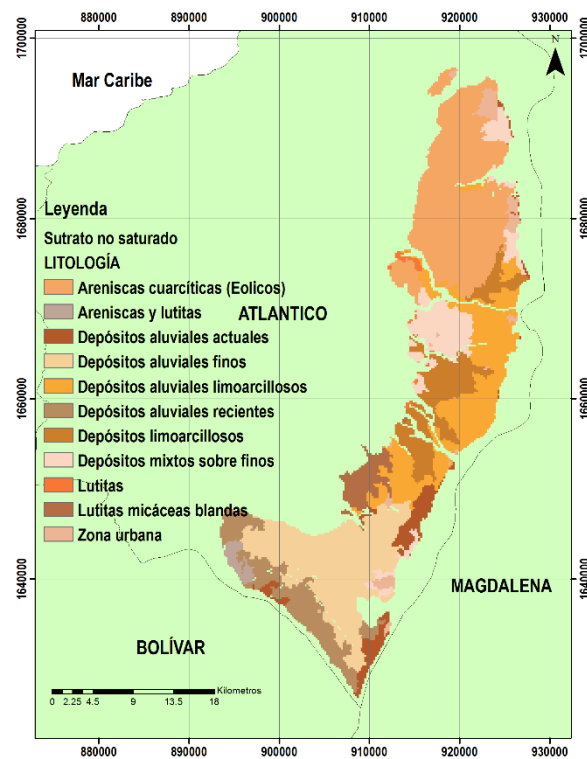 880000 890000 900000 910000 920000 930000
1700000 1700000
N
Mar Caribe
1680000 1680000
Leyenda
Sutrato no saturado
LITOLOGÍA
Areniscas cuarcíticas (Eolicos)
Areniscas y lutitas
ATLANTICO
Depósitos aluviales actuales
Depósitos aluviales finos
Depósitos aluviales limoarcillosos
1660000 1660000
Depósitos aluviales recientes
Depósitos limoarcillosos
Depósitos mixtos sobre finos
Lutitas
Lutitas micáceas blandas
Zona urbana
1640000 1640000
MAGDALENA
BOLÍVAR
Kilometros
0 2.25 4.5 9 13.5 18
880000 890000 900000 910000 920000 930000